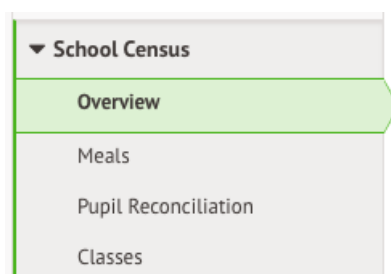 School Census
Overview
Meals
Pupil Reconciliation
Classes